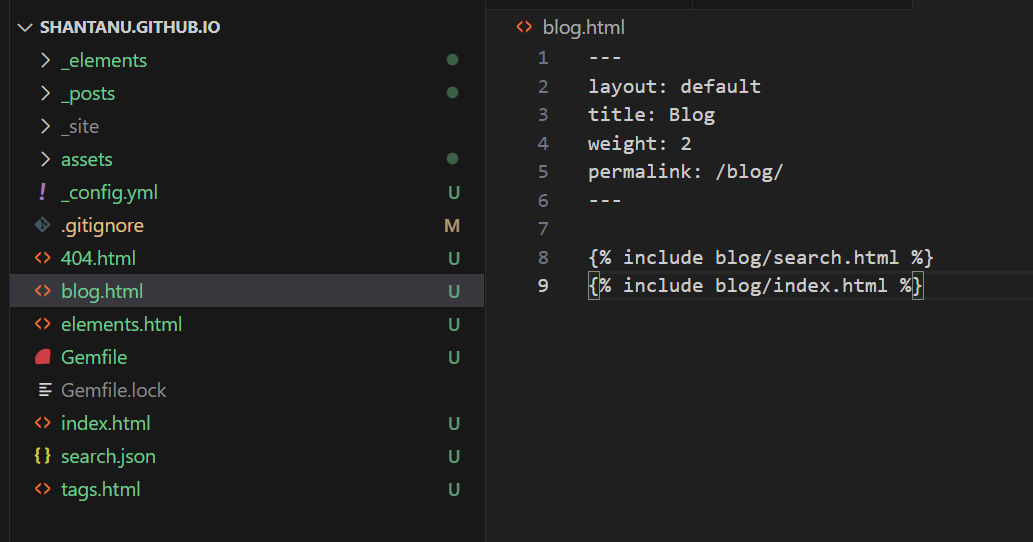 SHANTANU.GITHUB.IO
_elements
_posts
_site
assets
_config.yml U
.gitignore M
404.html U
blog.html U
elements.html U
Gemfile U
Gemfile.lock
index.html U
search.json U
tags.html U
blog.html
1 ---
2 layout: default
3 title: Blog
4 weight: 2
5 permalink: /blog/
6 ---
7
8 {% include blog/search.html %}
9 {% include blog/index.html %}